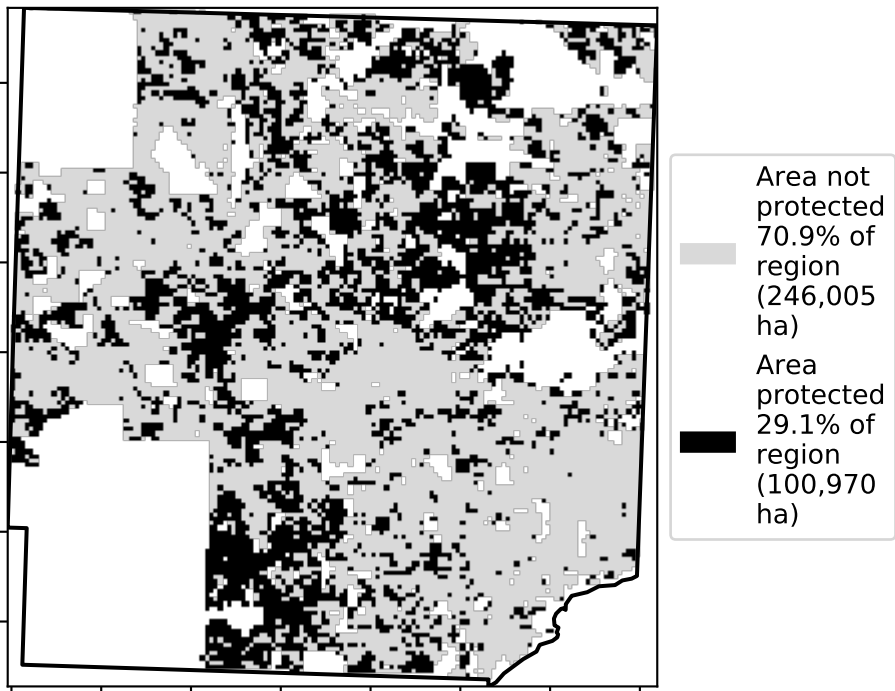 Area not
protected
70.9% of
region
(246,005
ha)
Area
protected
29.1% of
region
(100,970
ha)